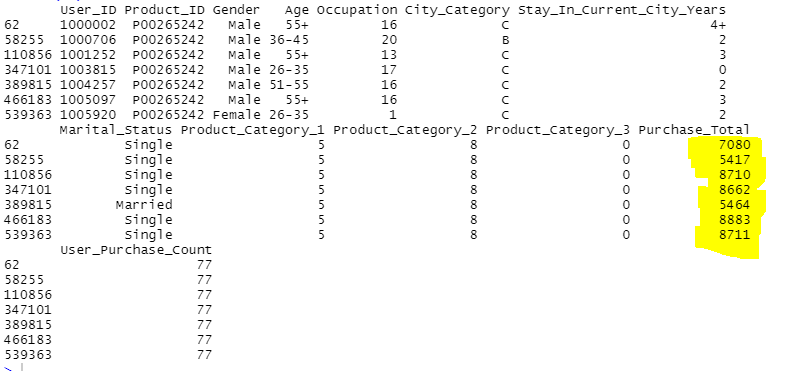 User_ID Product_ID Gender Age Occupation City_Category Stay_In_Current_City_Years
62 1000002 P00265242 Male 55+ 16 C 4+
58255 1000706 P00265242 Male 36-45 20 B 2
110856 1001252 P00265242 Male 55+ 13 C 3
347101 1003815 P00265242 Male 26-35 17 C 0
389815 1004257 P00265242 Male 51-55 16 C 2
466183 1005097 P00265242 Male 55+ 16 C 3
539363 1005920 P00265242 Female 26-35 1 C 2
Marital_Status Product_Category_1 Product_Category_2 Product_Category_3 Purchase_Total
62 Single 5 8 0 7080
58255 Single 5 8 0 5417
110856 Single 5 8 0 8710
347101 Single 5 8 0 8662
389815 Married 5 8 0 5464
466183 Single 5 8 0 8883
539363 Single 5 8 0 8711
User_Purchase_Count
62 77
58255 77
110856 77
347101 77
389815 77
466183 77
539363 77
>